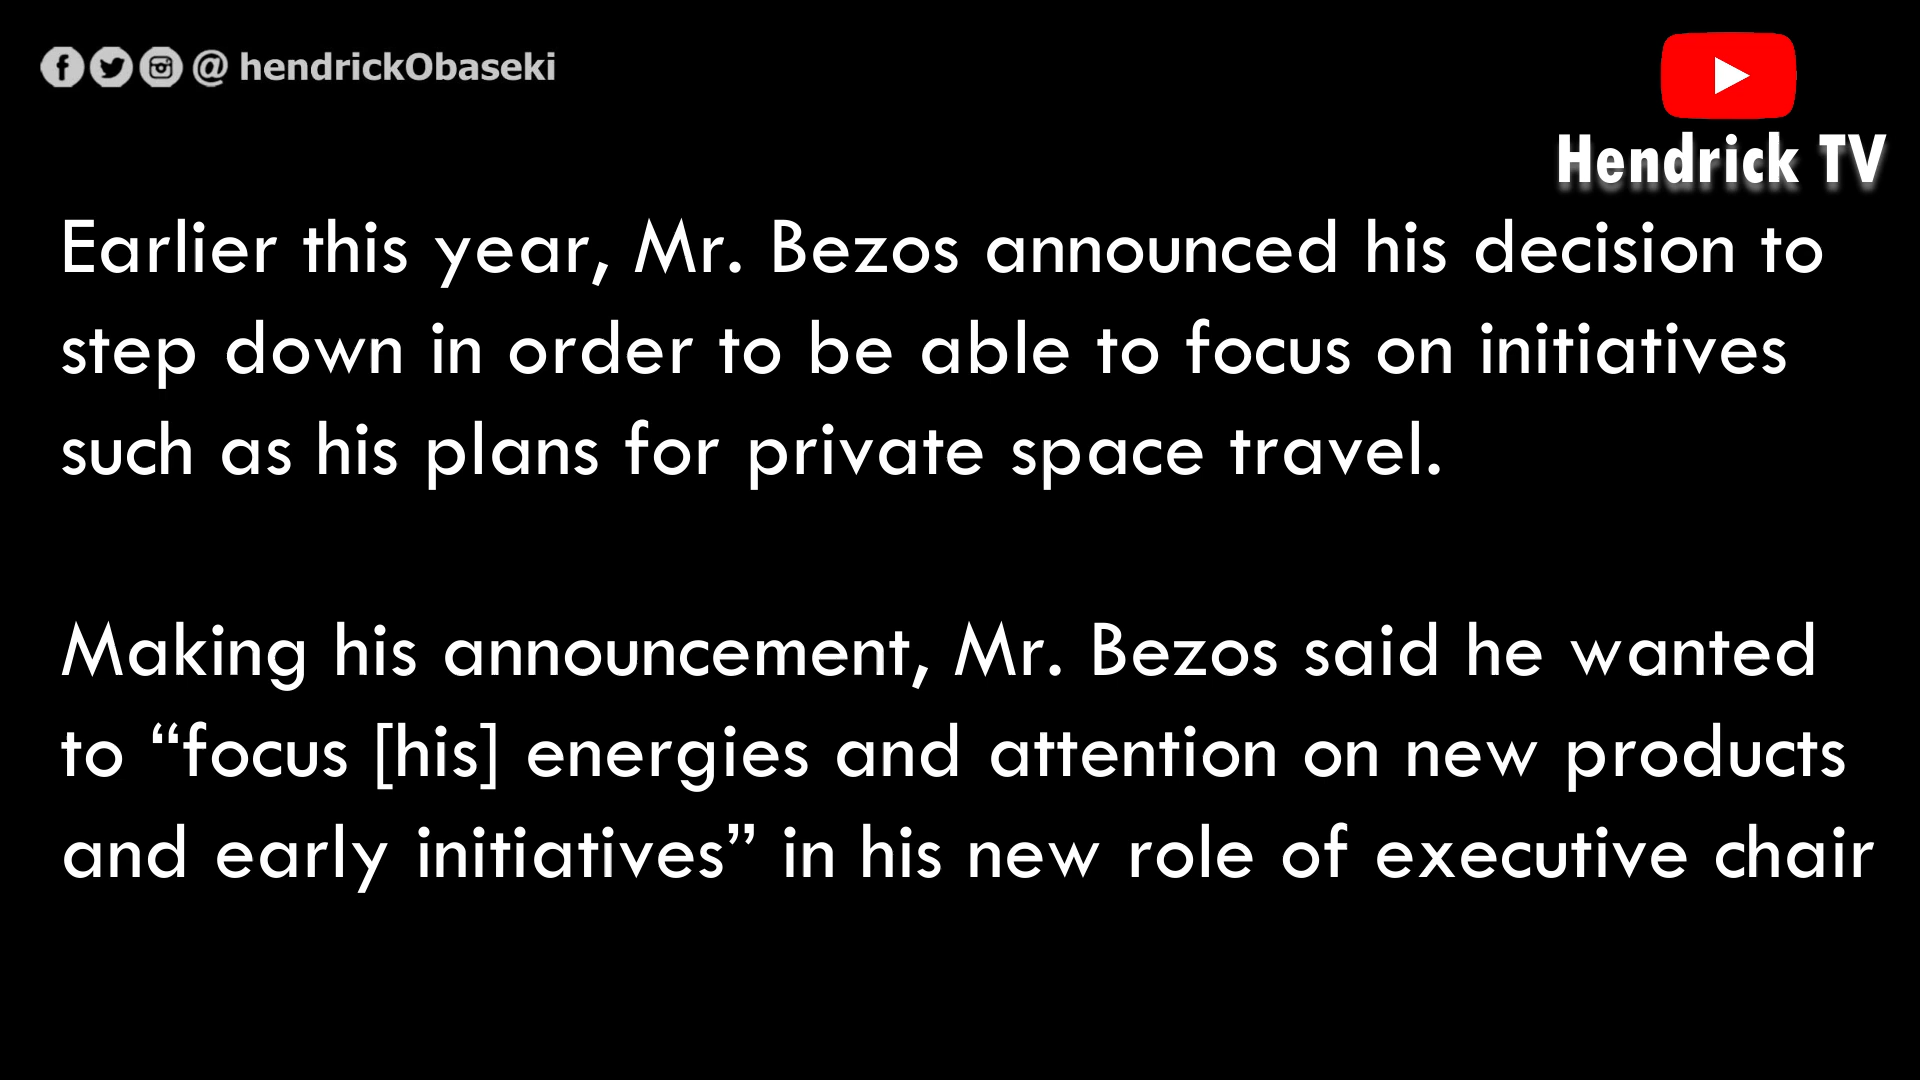 @ hendrickObaseki
Hendrick TV
Earlier this year, Mr. Bezos announced his decision to
step down in order to be able to focus on initiatives
such as his plans for private space travel.
Making his announcement, Mr. Bezos said he wanted
to “focus [his] energies and attention on new products
and early initiatives” in his new role of executive chair